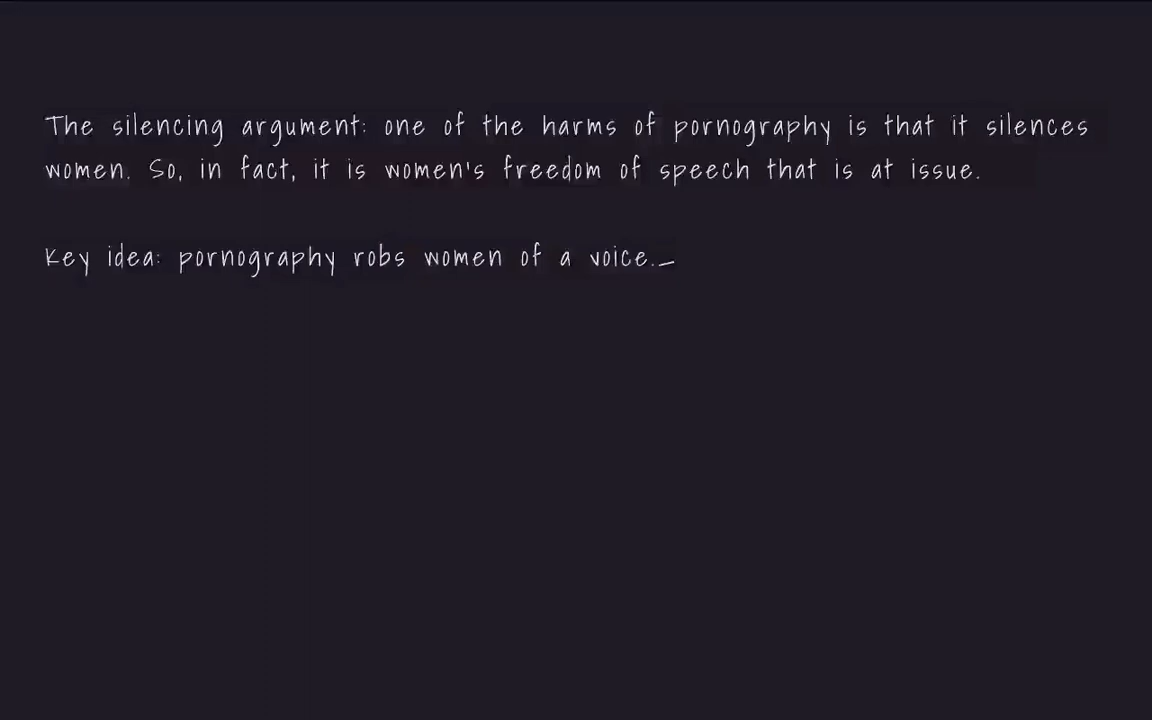 The silencing argument: one of the harms of pornography is that it silences
women. So, in fact, it is women's freedom of speech that is at issue.
Key idea: pornography robs women of a voice._